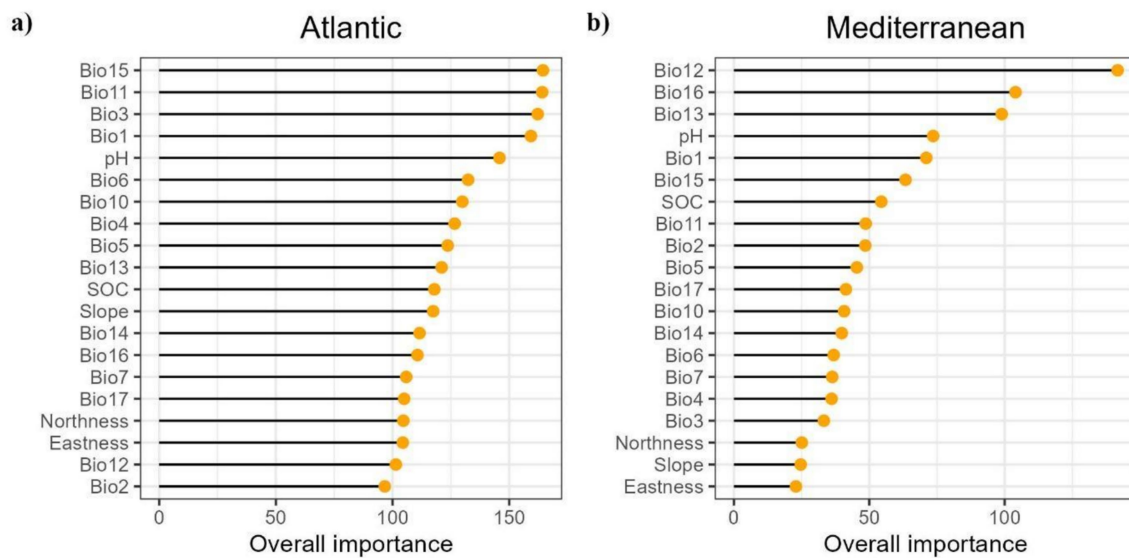 a)
Atlantic
Bio15
Bio11
Bio3
Bio1
pH
Bio6
Bio10
Bio4
Bio5
Bio13
SOC
Slope
Bio14
Bio16
Bio7
Bio17
Northness
Eastness
Bio12
Bio2
0 50 100 150
Overall importance
b)
Mediterranean
Bio12
Bio16
Bio13
pH
Bio1
Bio15
SOC
Bio11
Bio2
Bio5
Bio17
Bio10
Bio14
Bio6
Bio7
Bio4
Bio3
Northness
Slope
Eastness
0 50 100
Overall importance